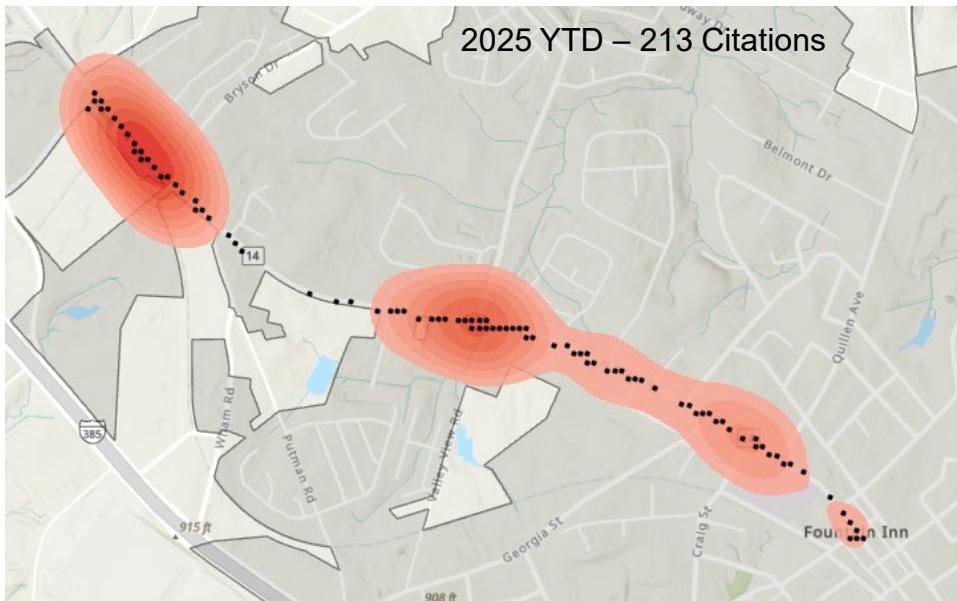 2025 YTD – 213 Citations
Bryson Dr
Belmont Dr
14
Quillen Ave
385
Wham Rd
Putman Rd
Valley View Rd
915 ft
Georgia St
Craig St
Inn
908 ft